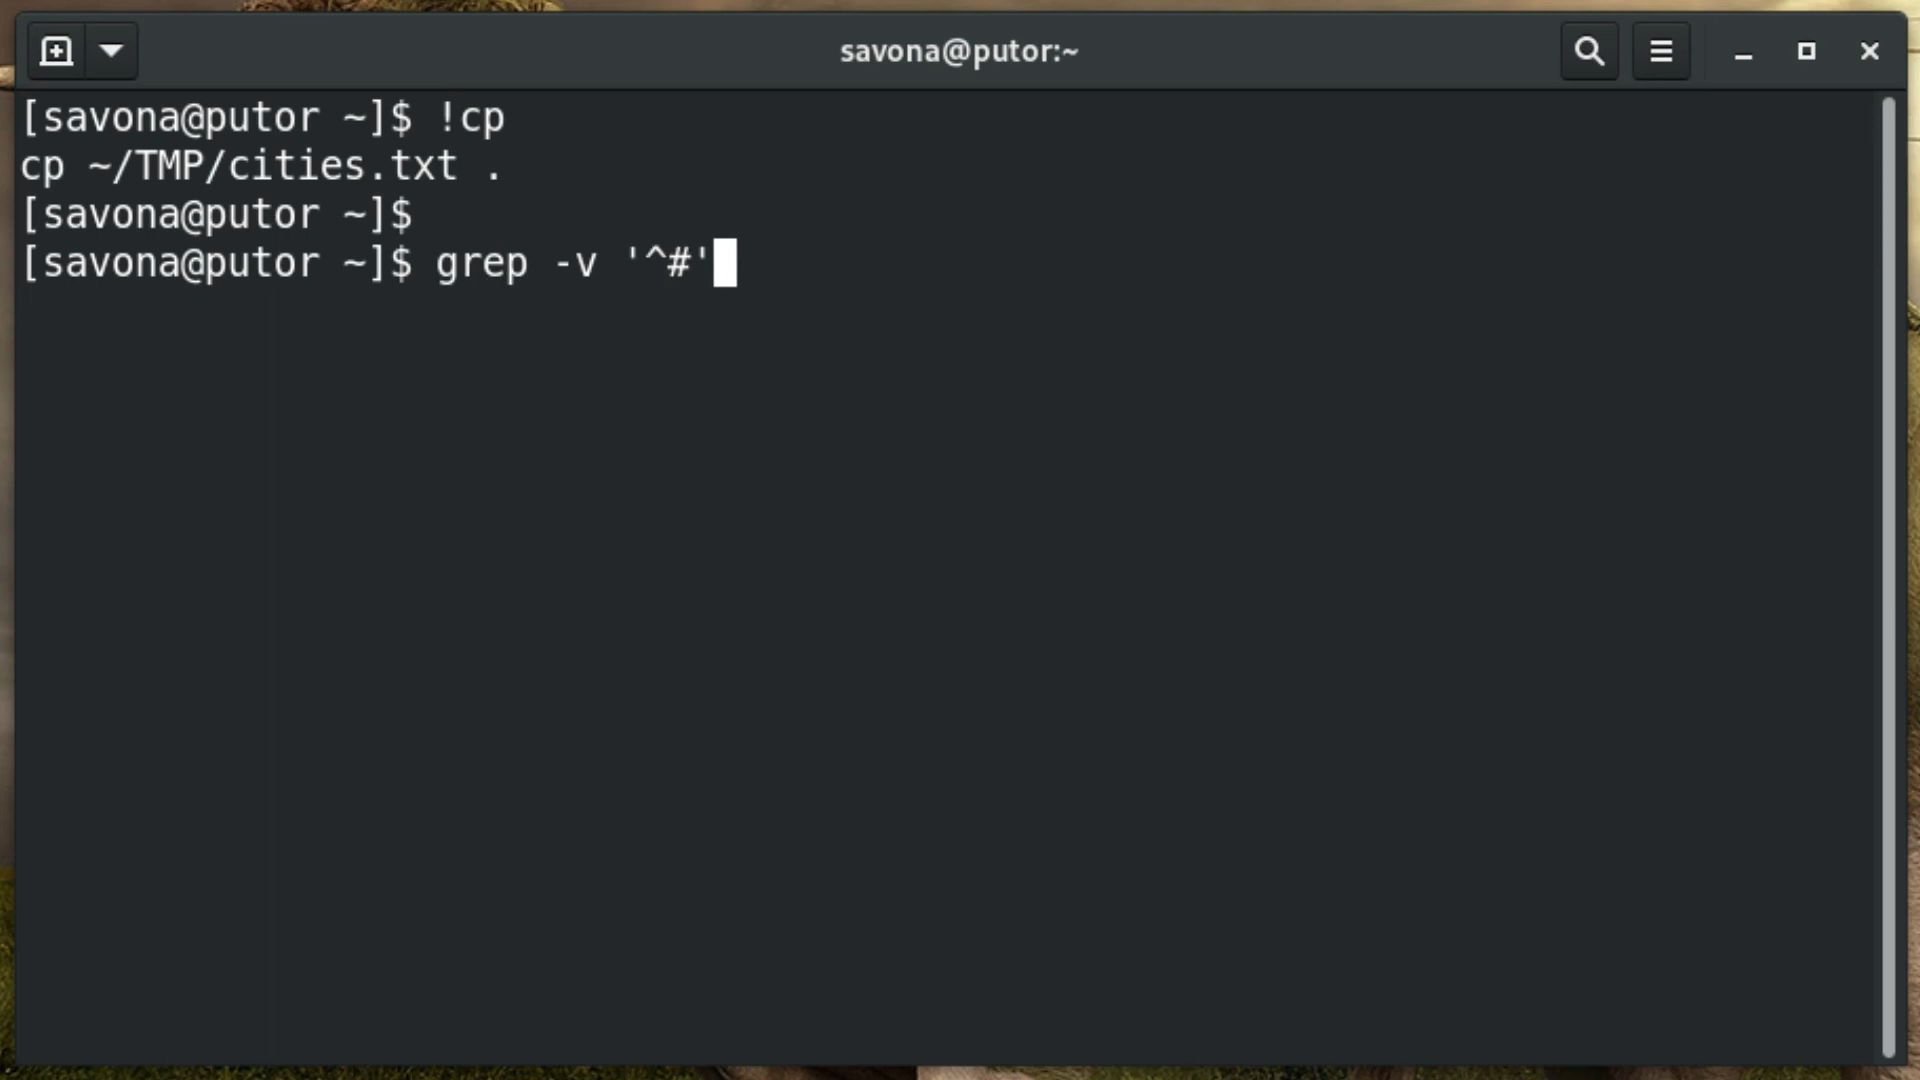 savona@putor:~
[savona@putor ~]$ !cp
cp ~/TMP/cities.txt .
[savona@putor ~]$
[savona@putor ~]$ grep -v '^#'